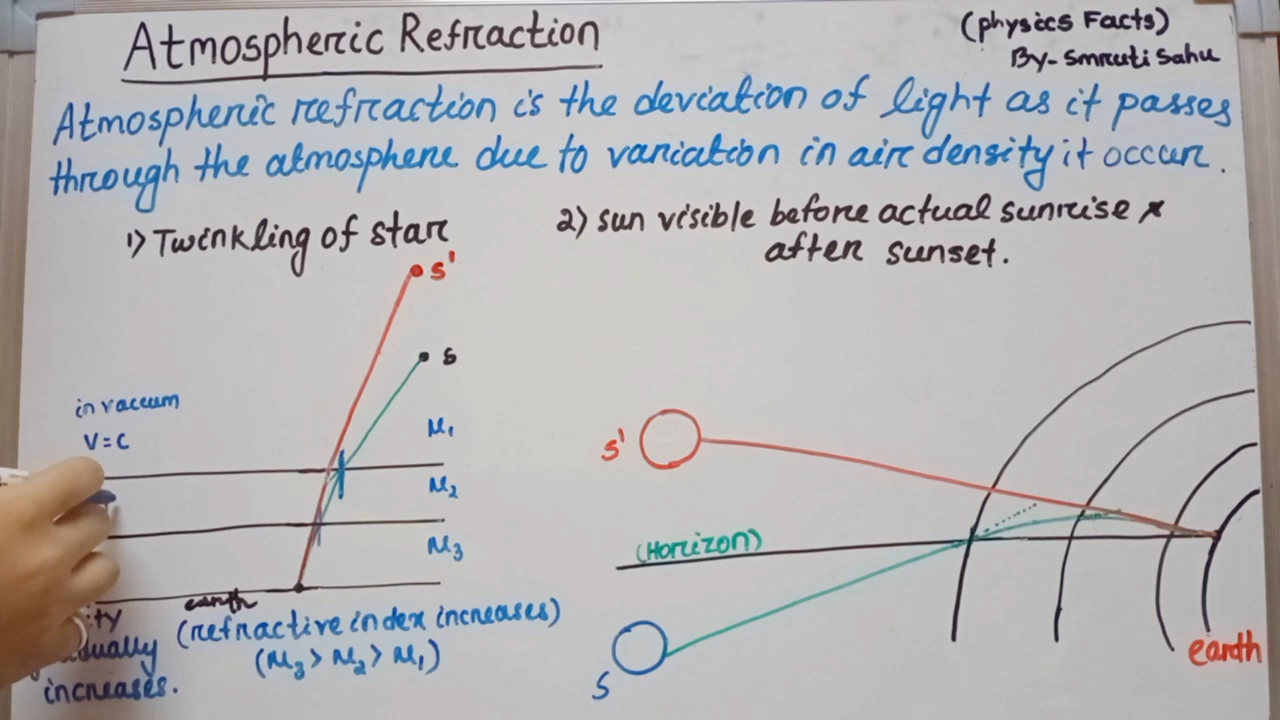 Atmospheric Refraction
(physics Facts)
By- Smruti Sahu
Atmospheric refraction is the deviation of light as it passes
through the atmosphere due to variation in air density it occur.
1) Twinkling of star
2) sun visible before actual sunrise &
after sunset.
S'
S
in vaccum
V=C
μ1
μ2
μ3
earth
(refractive index increases)
(μ3 > μ2 > μ1)
increases.
S'
(Horizon)
S
earth